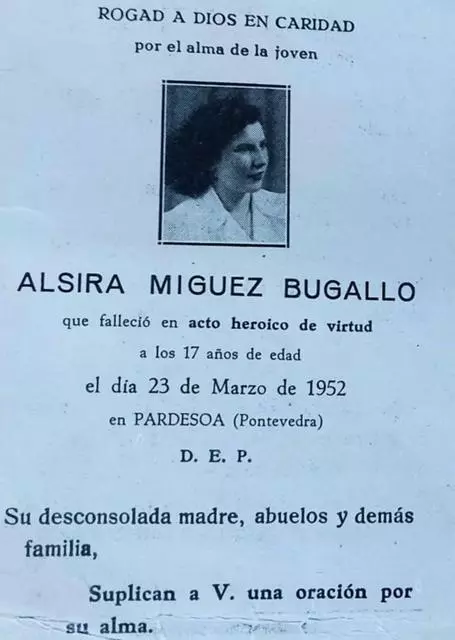 ROGAD A DIOS EN CARIDAD
por el alma de la joven
ALSIRA MIGUEZ BUGALLO
que falleció en acto heroico de virtud
a los 17 años de edad
el día 23 de Marzo de 1952
en PARDESOA (Pontevedra)
D. E. P.
Su desconsolada madre, abuelos y demás
familia,
Suplican a V. una oración por
su alma.